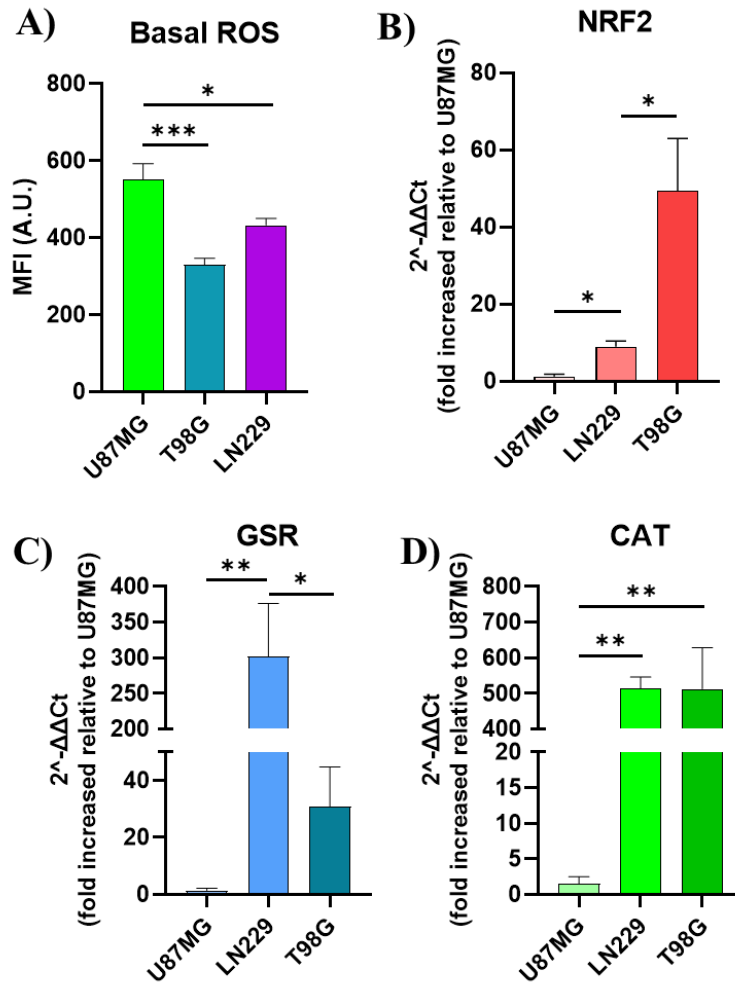 A)
Basal ROS
MFI (A.U.)
800
600
400
200
0
*
***
U87MG
T98G
LN229
B)
NRF2
2^-ΔΔCt
(fold increased relative to U87MG)
80
60
40
20
0
*
*
U87MG
LN229
T98G
C)
GSR
2^-ΔΔCt
(fold increased relative to U87MG)
400
350
300
250
200
40
20
0
**
*
U87MG
LN229
T98G
D)
CAT
2^-ΔΔCt
(fold increased relative to U87MG)
800
700
600
500
400
20
15
10
5
0
**
**
U87MG
LN229
T98G